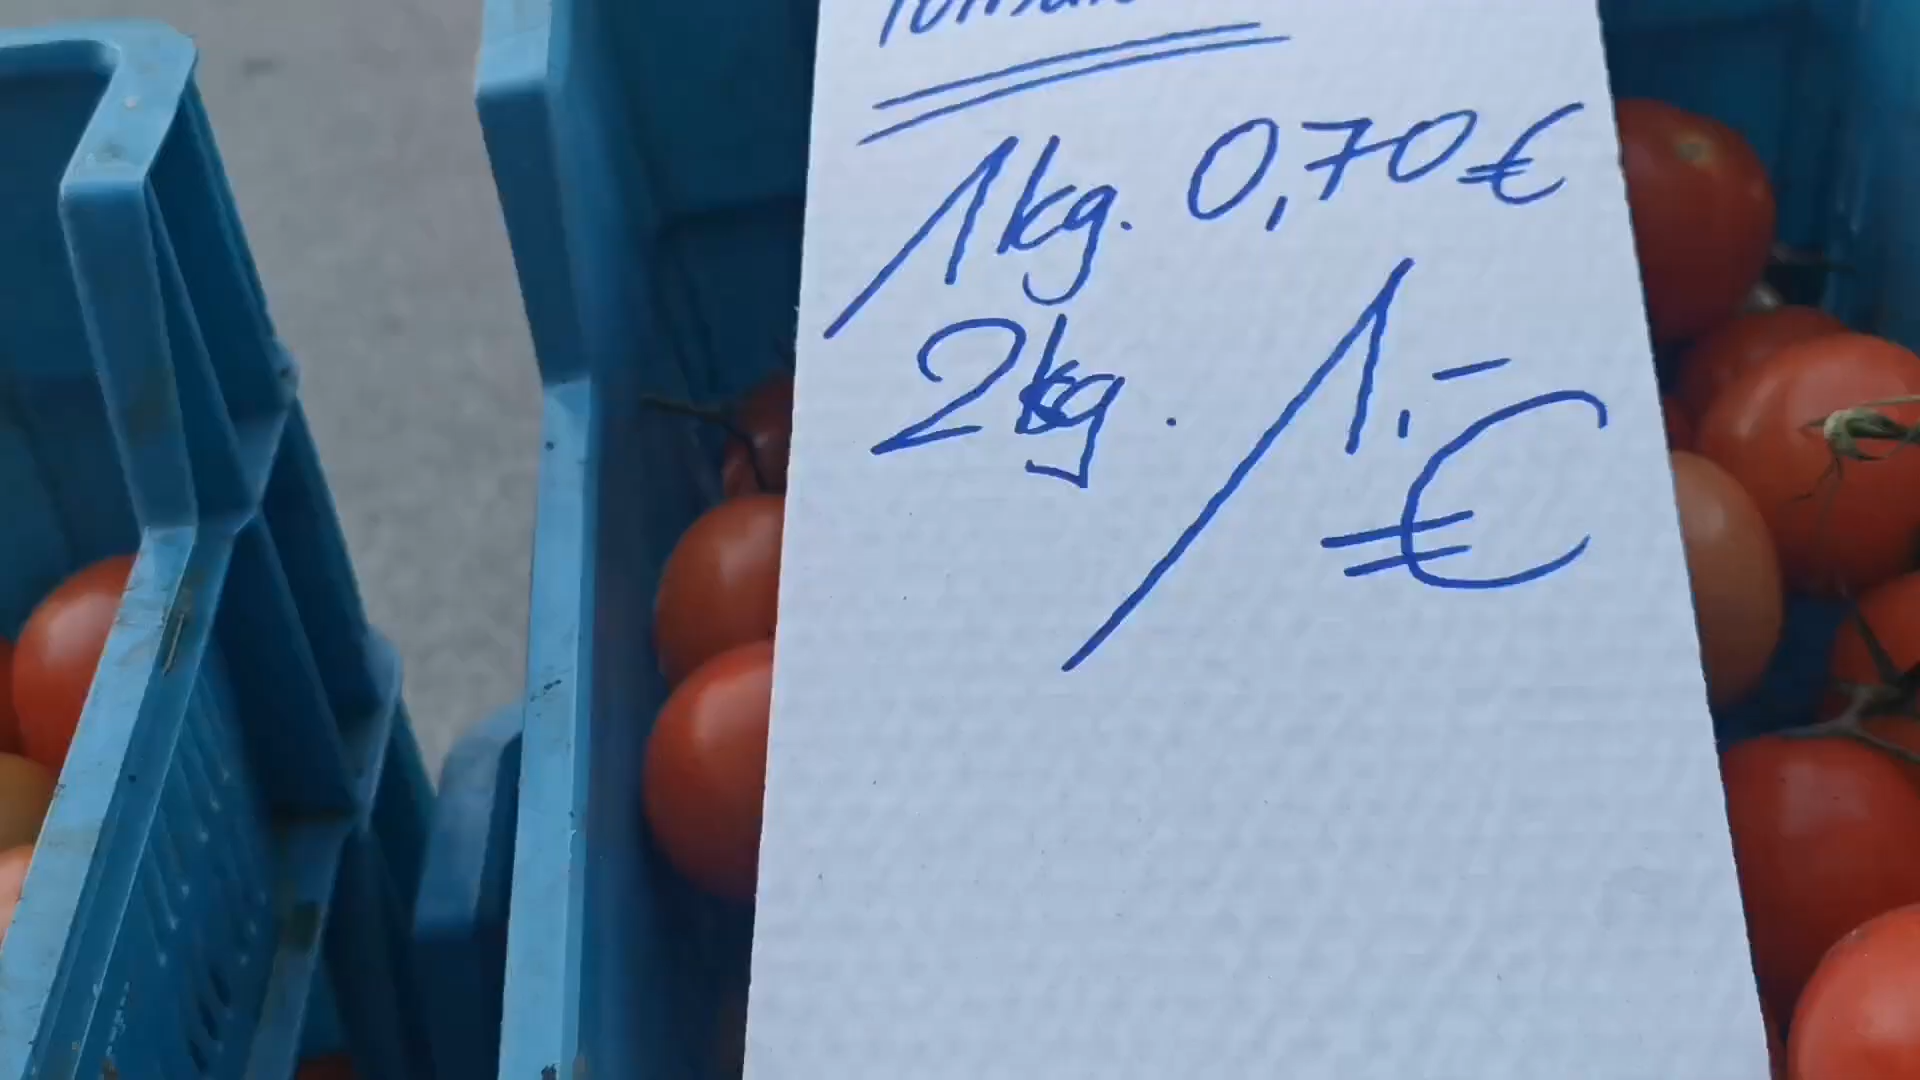 1kg. 0,70€
2kg. 1,-
€